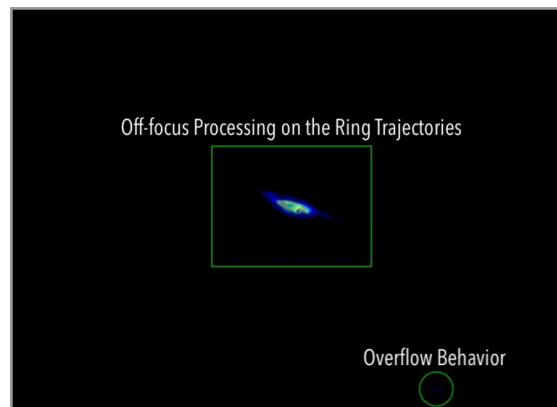 Off-focus Processing on the Ring Trajectories
Overflow Behavior